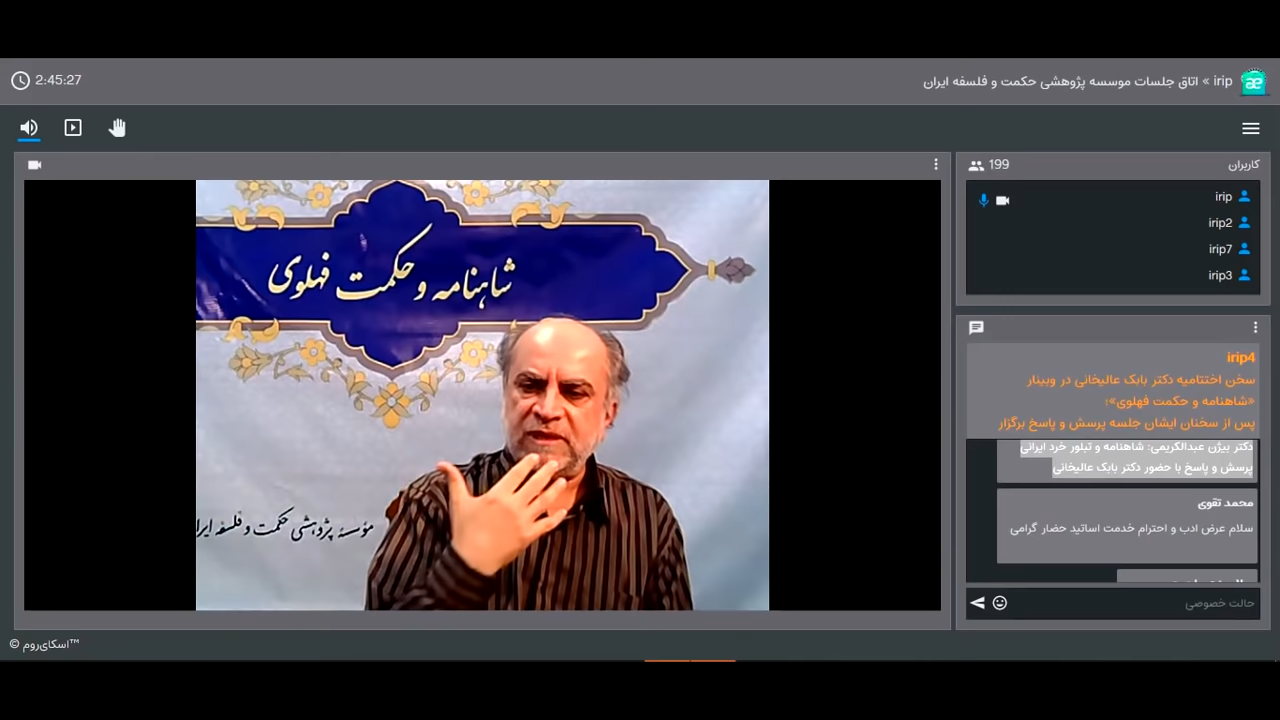 2:45:27
irip » اتاق جلسات موسسه پژوهشی حکمت و فلسفه ایران
شاهنامه و حکمت فهلوی
مؤسسهٔ پژوهشی حکمت و فلسفه
199
کاربران
irip
irip2
irip7
irip3
irip4
سخن اختتامیه دکتر بابک عالیخانی در وبینار
«شاهنامه و حکمت فهلوی»؛
پس از سخنان ایشان جلسه پرسش و پاسخ برگزار
دکتر بیژن عبدالکریمی: شاهنامه و تبلور خرد ایرانی
پرسش و پاسخ با حضور دکتر بابک عالیخانی
محمد تقوی
سلام عرض ادب و احترام خدمت اساتید حضار گرامی
حالت خصوصی
© اسکای‌روم™